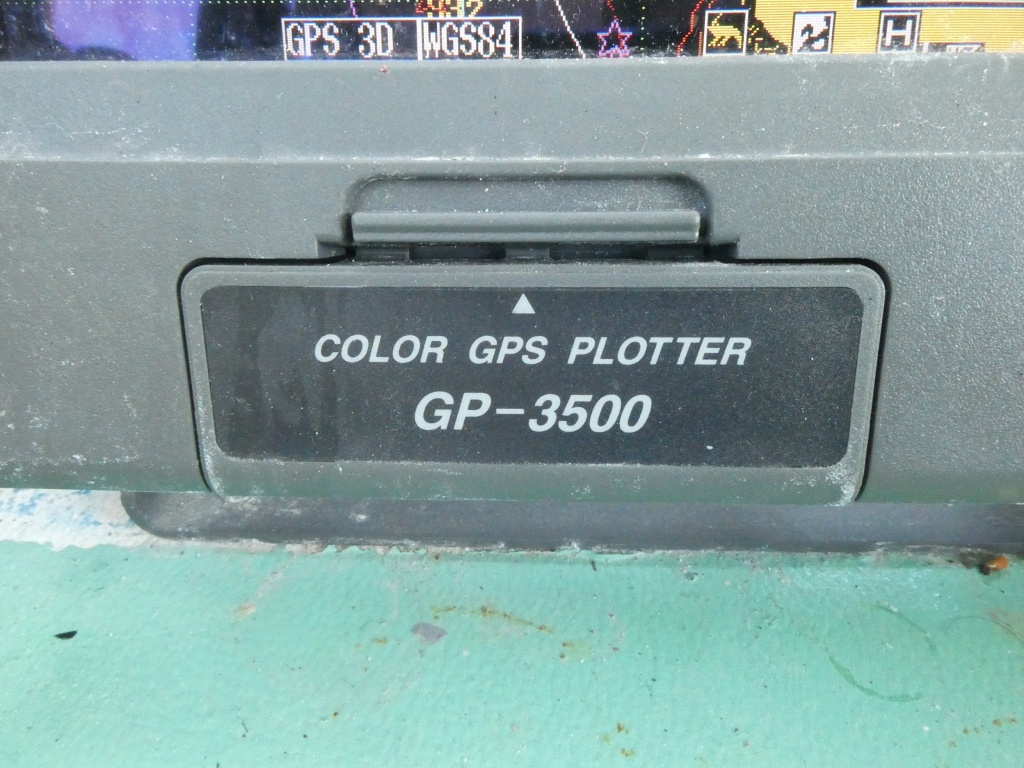 GPS 3D WGS84
H
COLOR GPS PLOTTER
GP-3500